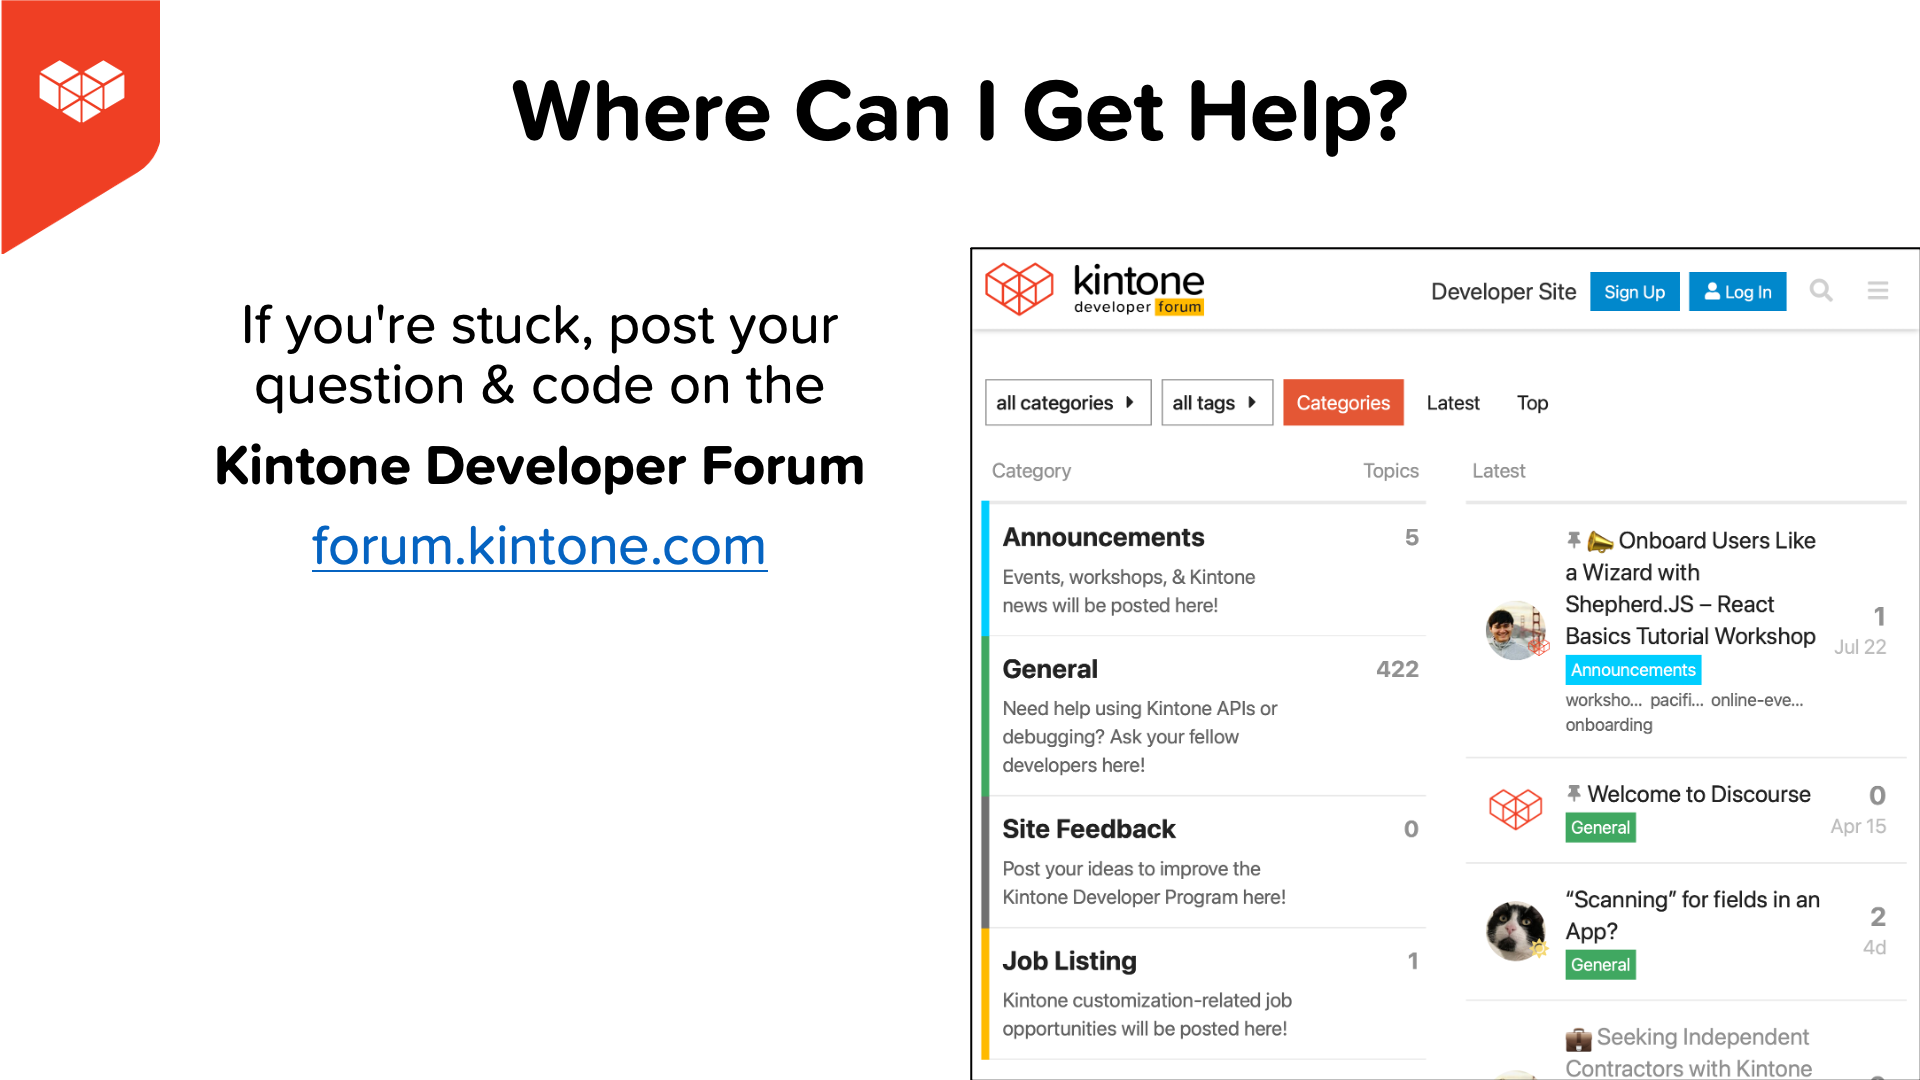 Where Can I Get Help?
If you're stuck, post your
question & code on the
Kintone Developer Forum
forum.kintone.com
kintone
developer forum
Developer Site
Sign Up
Log In
all categories
all tags
Categories
Latest
Top
Category
Topics
Announcements
5
Events, workshops, & Kintone
news will be posted here!
General
422
Need help using Kintone APIs or
debugging? Ask your fellow
developers here!
Site Feedback
0
Post your ideas to improve the
Kintone Developer Program here!
Job Listing
1
Kintone customization-related job
opportunities will be posted here!
Latest
Onboard Users Like
a Wizard with
Shepherd.JS – React
Basics Tutorial Workshop
1
Jul 22
Announcements
worksho... pacifi... online-eve...
onboarding
Welcome to Discourse
0
Apr 15
General
“Scanning” for fields in an
App?
2
4d
General
Seeking Independent
Contractors with Kintone